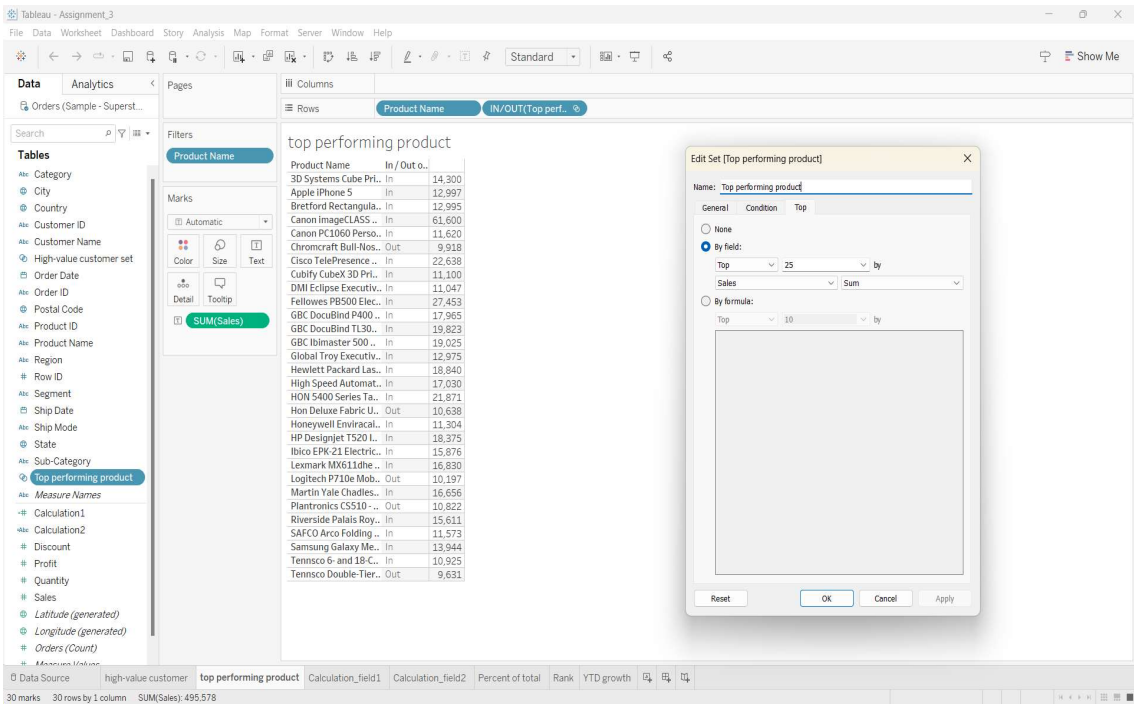 Tableau - Assignment_3
File Data Worksheet Dashboard Story Analysis Map Format Server Window Help
Standard
Show Me
Data Analytics
Orders (Sample - Superst...
Search
Tables
Abc Category
City
Country
Abc Customer ID
Abc Customer Name
High-value customer set
Order Date
Abc Order ID
Postal Code
Abc Product ID
Abc Product Name
Abc Region
# Row ID
Abc Segment
Ship Date
Abc Ship Mode
State
Abc Sub-Category
Top performing product
Abc Measure Names
=# Calculation1
=Abc Calculation2
# Discount
# Profit
# Quantity
# Sales
Latitude (generated)
Longitude (generated)
# Orders (Count)
# Measure Values
Pages
Filters
Product Name
Marks
Automatic
Color Size Text
Detail Tooltip
SUM(Sales)
Columns
Rows Product Name IN/OUT(Top perf..
top performing product
Product Name In / Out o..
3D Systems Cube Pri.. In 14,300
Apple iPhone 5 In 12,997
Bretford Rectangula.. In 12,995
Canon imageCLASS .. In 61,600
Canon PC1060 Perso.. In 11,620
Chromcraft Bull-Nos.. Out 9,918
Cisco TelePresence .. In 22,638
Cubify CubeX 3D Pri.. In 11,100
DMI Eclipse Executiv.. In 11,047
Fellowes PB500 Elec.. In 27,453
GBC DocuBind P400 .. In 17,965
GBC DocuBind TL30.. In 19,823
GBC Ibimaster 500 .. In 19,025
Global Troy Executiv.. In 12,975
Hewlett Packard Las.. In 18,840
High Speed Automat.. In 17,030
HON 5400 Series Ta.. In 21,871
Hon Deluxe Fabric U.. Out 10,638
Honeywell Enviracai.. In 11,304
HP Designjet T520 I.. In 18,375
Ibico EPK-21 Electric.. In 15,876
Lexmark MX611dhe .. In 16,830
Logitech P710e Mob.. Out 10,197
Martin Yale Chadles.. In 16,656
Plantronics CS510 - .. Out 10,822
Riverside Palais Roy.. In 15,611
SAFCO Arco Folding .. In 11,573
Samsung Galaxy Me.. In 13,944
Tennsco 6- and 18-C.. In 10,925
Tennsco Double-Tier.. Out 9,631
Edit Set [Top performing product]
Name: Top performing product
General Condition Top
None
By field:
Top 25 by
Sales Sum
By formula:
Top 10 by
Reset OK Cancel Apply
Data Source high-value customer top performing product Calculation_field1 Calculation_field2 Percent of total Rank YTD growth
30 marks 30 rows by 1 column SUM(Sales): 495,578